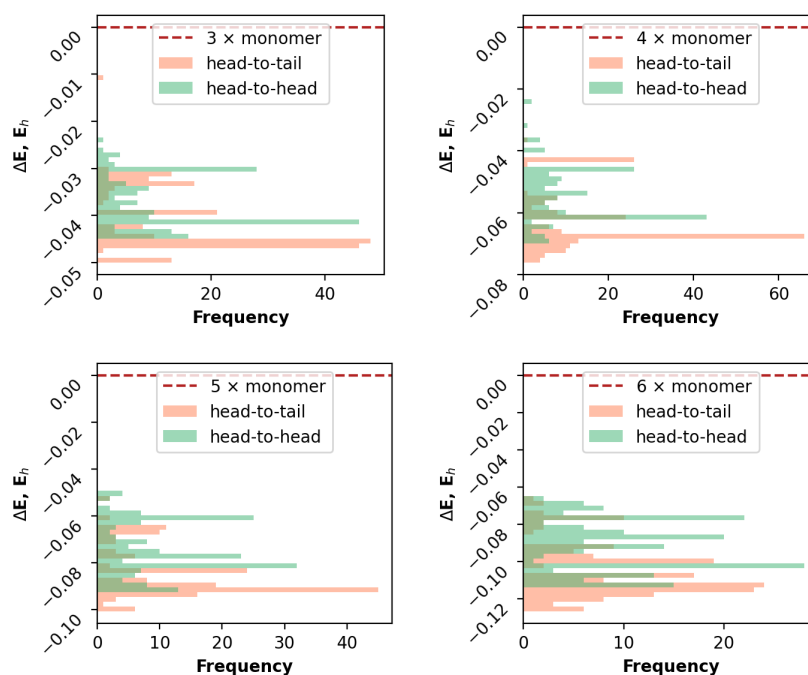 0.00
−0.01
−0.02
−0.03
−0.04
−0.05
ΔE, E_h
0
20
40
Frequency
3 × monomer
head-to-tail
head-to-head
0.00
−0.02
−0.04
−0.06
−0.08
ΔE, E_h
0
20
40
60
Frequency
4 × monomer
head-to-tail
head-to-head
0.00
−0.02
−0.04
−0.06
−0.08
−0.10
ΔE, E_h
0
10
20
30
40
Frequency
5 × monomer
head-to-tail
head-to-head
0.00
−0.02
−0.04
−0.06
−0.08
−0.10
−0.12
ΔE, E_h
0
10
20
Frequency
6 × monomer
head-to-tail
head-to-head